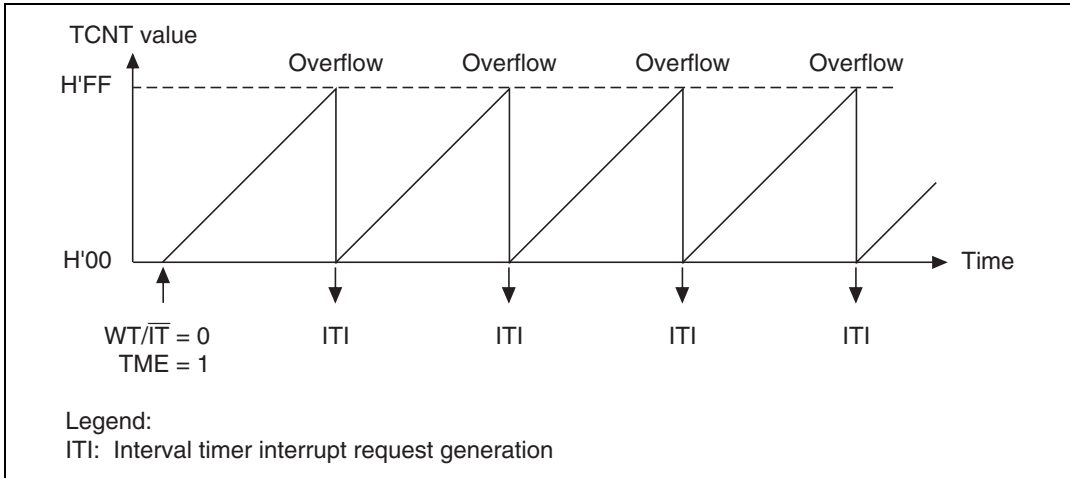 TCNT value
Overflow Overflow Overflow Overflow
H'FF
H'00
Time
WT/I̅T̅ = 0 ITI ITI ITI ITI
TME = 1
Legend:
ITI: Interval timer interrupt request generation